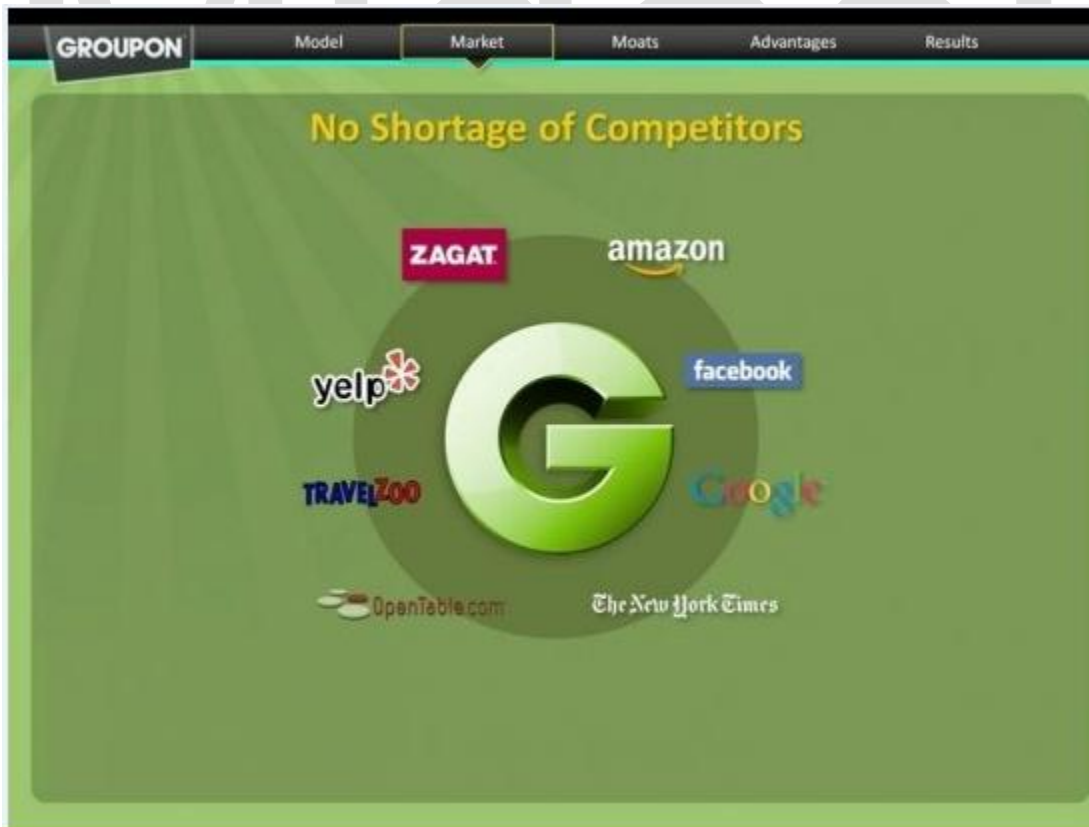 GROUPON Model Market Moats Advantages Results
No Shortage of Competitors
ZAGAT amazon
yelp facebook
G
TRAVELZOO Google
OpenTable.com The New York Times